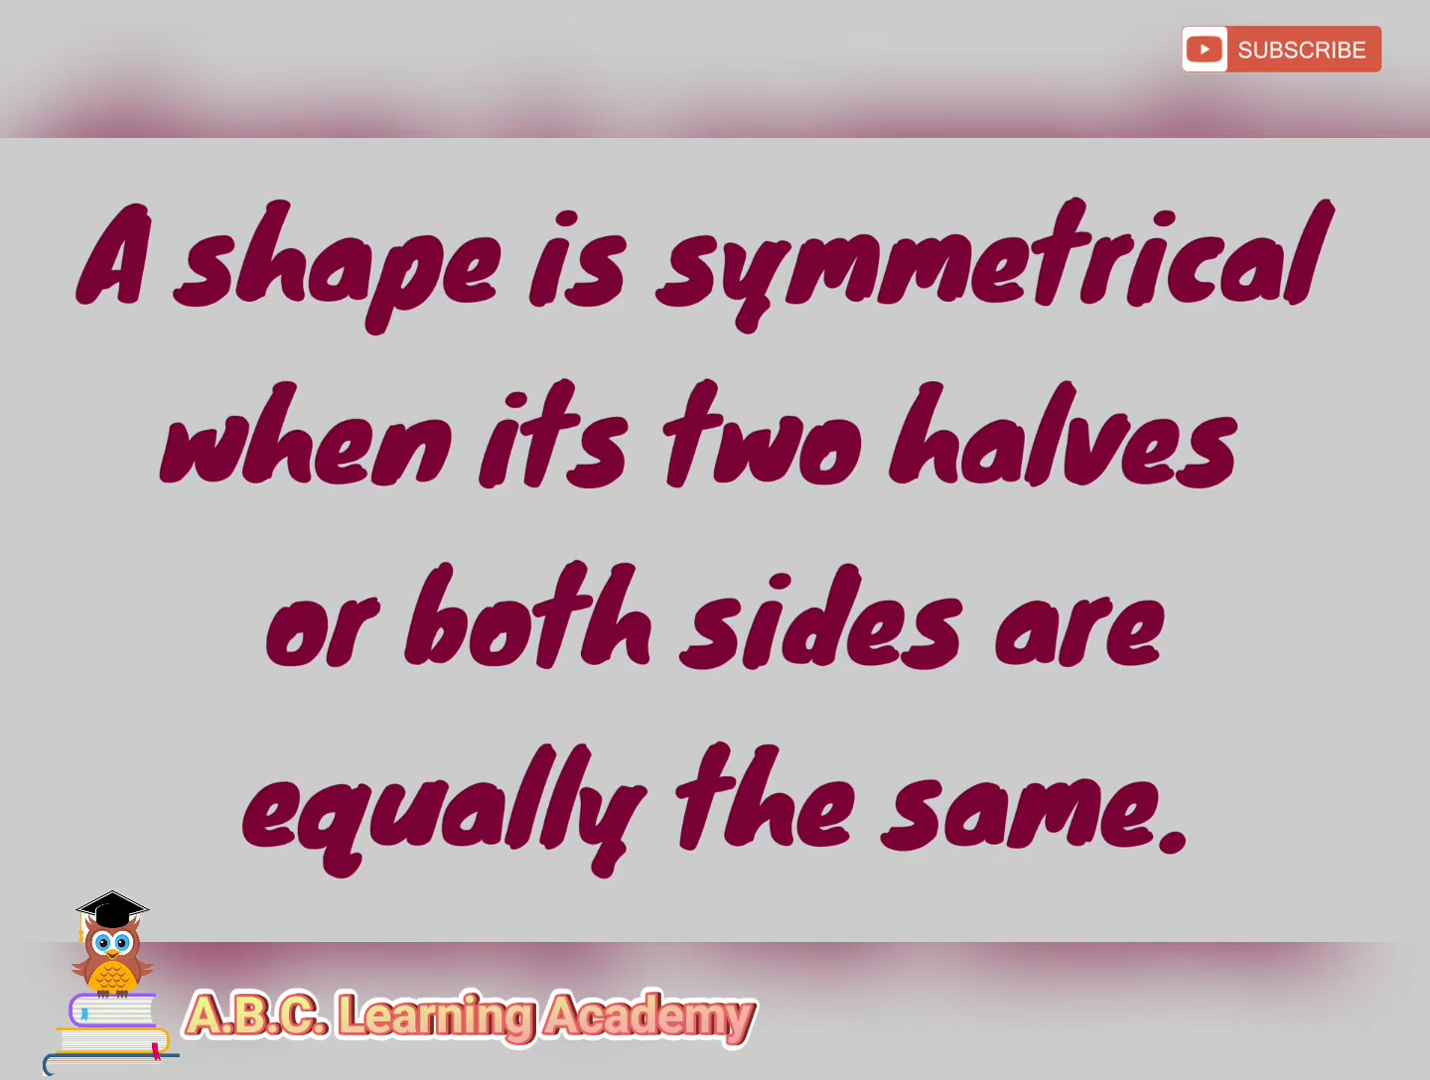 SUBSCRIBE
A shape is symmetrical
when its two halves
or both sides are
equally the same.
A.B.C. Learning Academy